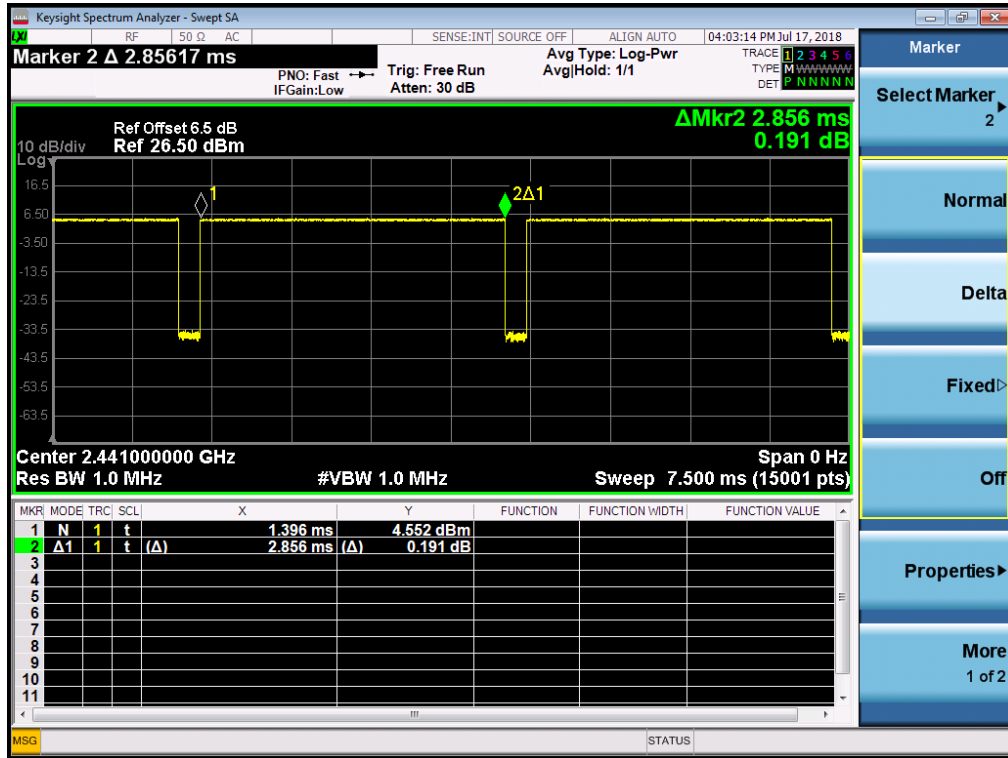 Keysight Spectrum Analyzer - Swept SA
LXI RF 50 Ω AC SENSE:INT SOURCE OFF ALIGN AUTO 04:03:14 PM Jul 17, 2018
Marker 2 Δ 2.85617 ms
PNO: Fast
IFGain:Low
Trig: Free Run
Atten: 30 dB
Avg Type: Log-Pwr
Avg|Hold: 1/1
TRACE 1 2 3 4 5 6
TYPE M WWWWW
DET P N N N N N
ΔMkr2 2.856 ms
0.191 dB
Ref Offset 6.5 dB
10 dB/div Ref 26.50 dBm
Log
16.5
6.50
-3.50
-13.5
-23.5
-33.5
-43.5
-53.5
-63.5
1
2Δ1
Center 2.441000000 GHz Span 0 Hz
Res BW 1.0 MHz #VBW 1.0 MHz Sweep 7.500 ms (15001 pts)
MKR MODE TRC SCL X Y FUNCTION FUNCTION WIDTH FUNCTION VALUE
1 N 1 t 1.396 ms 4.552 dBm
2 Δ1 1 t (Δ) 2.856 ms (Δ) 0.191 dB
3
4
5
6
7
8
9
10
11
MSG STATUS
Marker
Select Marker
2
Normal
Delta
Fixed
Off
Properties
More
1 of 2